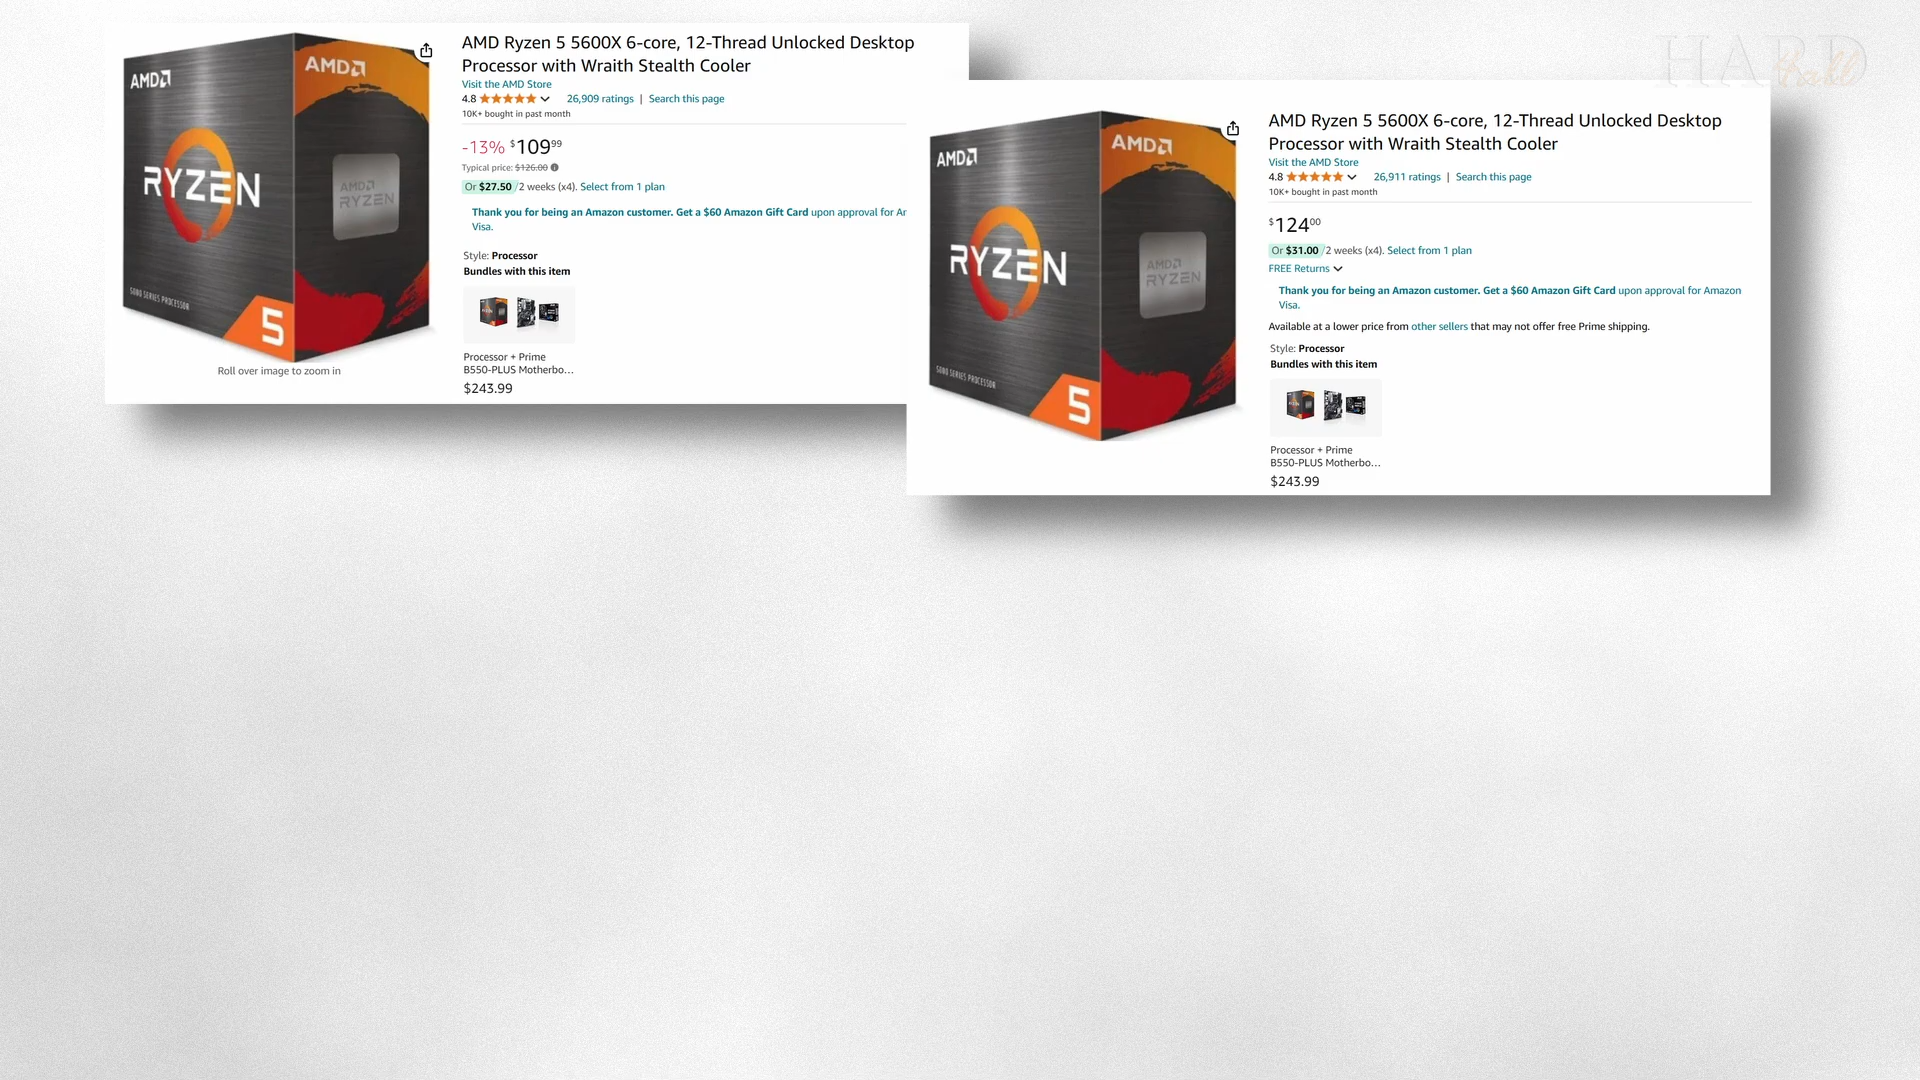 AMD Ryzen 5 5600X 6-core, 12-Thread Unlocked Desktop
Processor with Wraith Stealth Cooler
Visit the AMD Store
4.8
26,909 ratings | Search this page
10K+ bought in past month
-13% $109 99
Typical price: $126.00
Or $27.50 /2 weeks (x4). Select from 1 plan
Thank you for being an Amazon customer. Get a $60 Amazon Gift Card upon approval for
Visa.
Style: Processor
Bundles with this item
Processor + Prime
B550-PLUS Motherbo...
$243.99
AMD
AMD
RYZEN
AMD
RYZEN
5000 SERIES PROCESSOR
5
Roll over image to zoom in
HARD
AMD Ryzen 5 5600X 6-core, 12-Thread Unlocked Desktop
Processor with Wraith Stealth Cooler
Visit the AMD Store
4.8
26,911 ratings | Search this page
10K+ bought in past month
$124 00
Or $31.00 /2 weeks (x4). Select from 1 plan
FREE Returns
Thank you for being an Amazon customer. Get a $60 Amazon Gift Card upon approval for Amazon
Visa.
Available at a lower price from other sellers that may not offer free Prime shipping.
Style: Processor
Bundles with this item
Processor + Prime
B550-PLUS Motherbo...
$243.99
AMD
AMD
RYZEN
AMD
RYZEN
5000 SERIES PROCESSOR
5